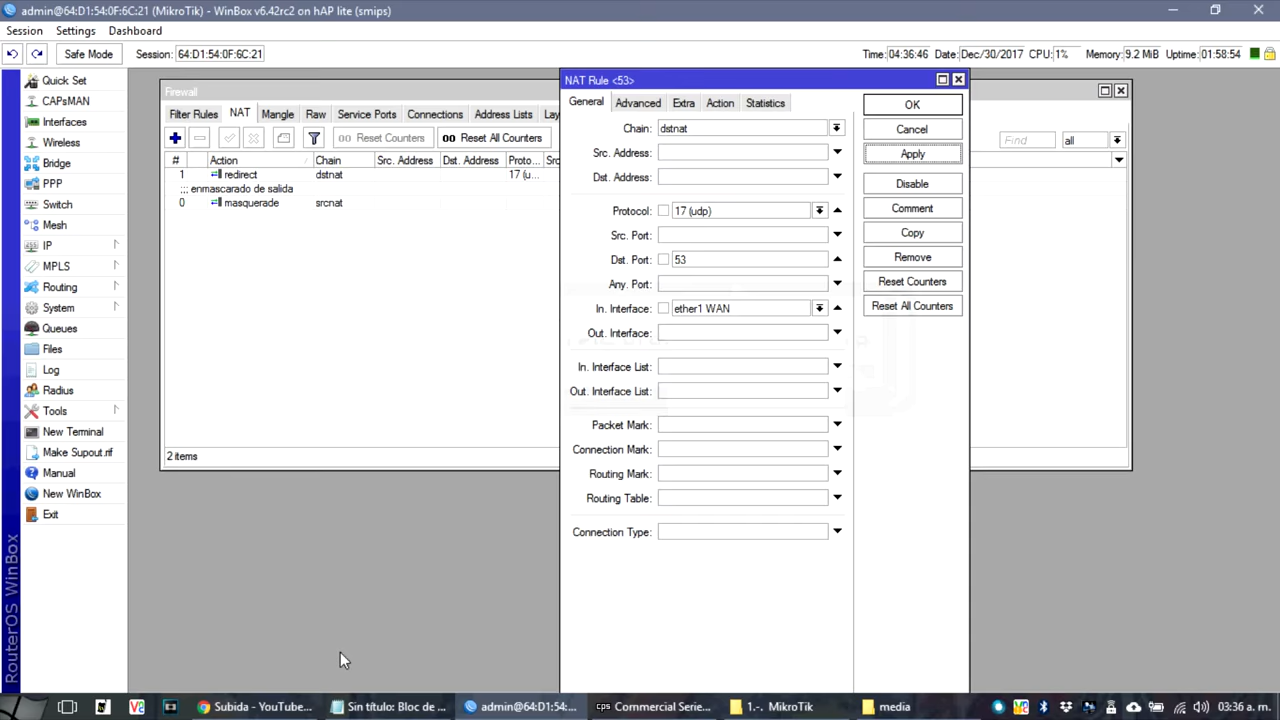 admin@64:D1:54:0F:6C:21 (MikroTik) - WinBox v6.42rc2 on hAP lite (smips)
Session Settings Dashboard
Safe Mode Session: 64:D1:54:0F:6C:21 Time: 04:36:46 Date: Dec/30/2017 CPU: 1% Memory: 9.2 MiB Uptime: 01:58:54
Quick Set
CAPsMAN
Interfaces
Wireless
Bridge
PPP
Switch
Mesh
IP
MPLS
Routing
System
Queues
Files
Log
Radius
Tools
New Terminal
Make Supout.rif
Manual
New WinBox
Exit
RouterOS WinBox
Firewall
Filter Rules NAT Mangle Raw Service Ports Connections Address Lists Lay
Reset Counters 00 Reset All Counters Find all
# Action Chain Src. Address Dst. Address Proto... Src
1 redirect dstnat 17 (u...
;;; enmascarado de salida
0 masquerade srcnat
2 items
NAT Rule <53>
General Advanced Extra Action Statistics
Chain: dstnat
Src. Address:
Dst. Address:
Protocol: 17 (udp)
Src. Port:
Dst. Port: 53
Any. Port:
In. Interface: ether1 WAN
Out. Interface:
In. Interface List:
Out. Interface List:
Packet Mark:
Connection Mark:
Routing Mark:
Routing Table:
Connection Type:
OK
Cancel
Apply
Disable
Comment
Copy
Remove
Reset Counters
Reset All Counters
Subida - YouTube... Sin título: Bloc de ... admin@64:D1:54:... cps Commercial Serie... 1.-. MikroTik media 03:36 a. m.